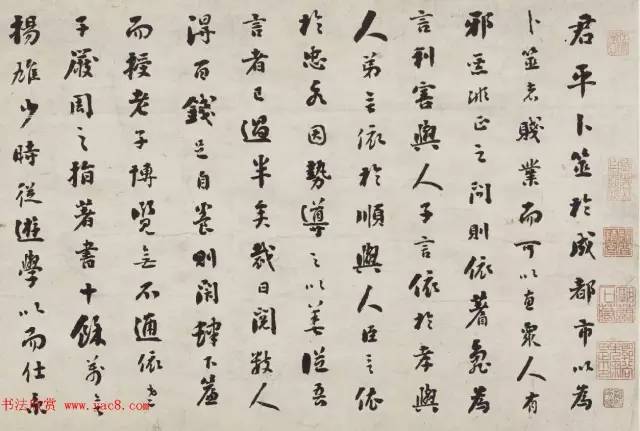 君平卜筮於成都市以為
卜筮者賤業而可以惠眾人有
邪惡非正之問則依蓍龜為
言利害與人子言依於孝與
人弟言依於順與人臣言依
於忠各因勢導之以善從吾
言者已過半矣裁日閱數人
得百錢足自養則閉肆下簾
而授老子博覽無不通依老
子嚴周之指著書十餘萬言
楊雄少時從遊學以而仕京
书法欣赏 www.yac8.com